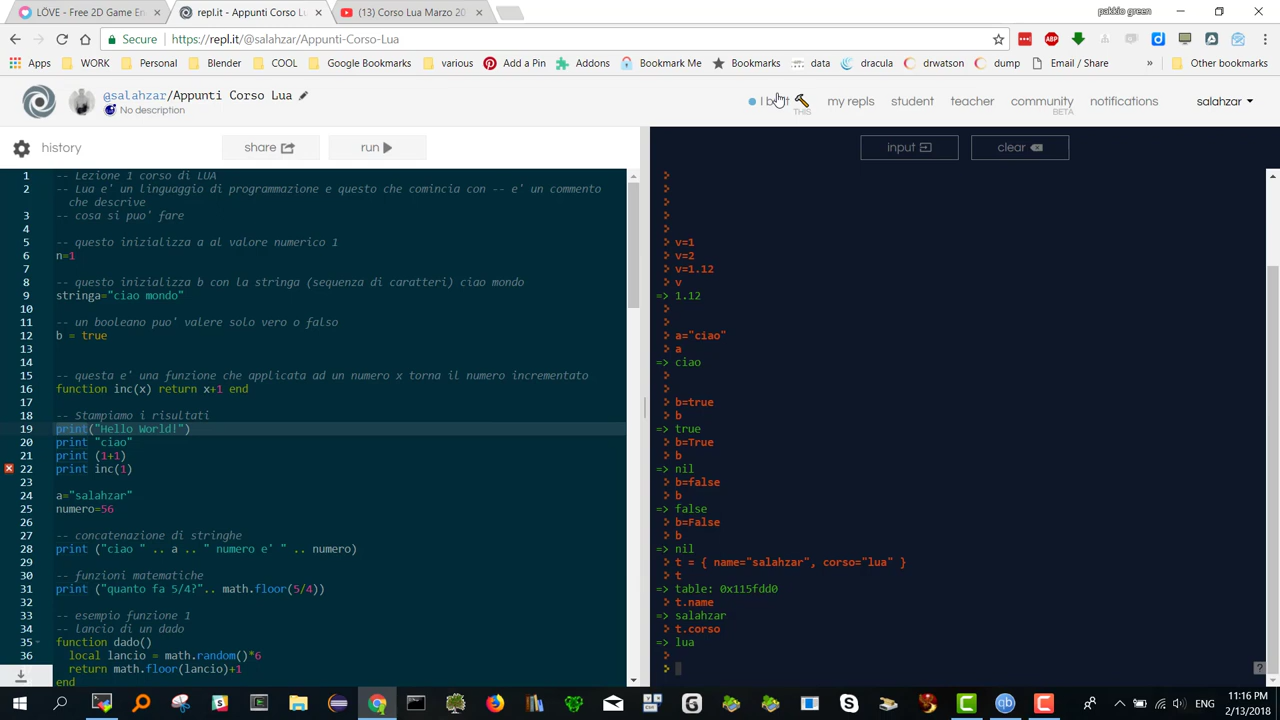 LÖVE - Free 2D Game En
repl.it - Appunti Corso Lu
(13) Corso Lua Marzo 20
pakkio green
Secure
https://repl.it/@salahzar/Appunti-Corso-Lua
Apps
WORK
Personal
Blender
COOL
Google Bookmarks
various
Add a Pin
Addons
Bookmark Me
Bookmarks
data
dracula
drwatson
dump
Email / Share
»
Other bookmarks
@salahzar/Appunti Corso Lua
No description
THIS
my repls
student
teacher
community
BETA
notifications
salahzar
history
share
run
input
clear
1 -- Lezione 1 corso di LUA
2 -- Lua e' un linguaggio di programmazione e questo che comincia con -- e' un commento
che descrive
3 -- cosa si puo' fare
4
5 -- questo inizializza a al valore numerico 1
6 n=1
7
8 -- questo inizializza b con la stringa (sequenza di caratteri) ciao mondo
9 stringa="ciao mondo"
10
11 -- un booleano puo' valere solo vero o falso
12 b = true
13
14
15 -- questa e' una funzione che applicata ad un numero x torna il numero incrementato
16 function inc(x) return x+1 end
17
18 -- Stampiamo i risultati
19 print("Hello World!")
20 print "ciao"
21 print (1+1)
22 print inc(1)
23
24 a="salahzar"
25 numero=56
26
27 -- concatenazione di stringhe
28 print ("ciao " .. a .. " numero e' " .. numero)
29
30 -- funzioni matematiche
31 print ("quanto fa 5/4?".. math.floor(5/4))
32
33 -- esempio funzione 1
34 -- lancio di un dado
35 function dado()
36 local lancio = math.random()*6
return math.floor(lancio)+1
end
v=1
v=2
v=1.12
v
=> 1.12
a="ciao"
a
=> ciao
b=true
b
=> true
b=True
b
=> nil
b=false
b
=> false
b=False
b
=> nil
t = { name="salahzar", corso="lua" }
t
=> table: 0x115fdd0
t.name
=> salahzar
t.corso
=> lua
?
ENG
11:16 PM
2/13/2018